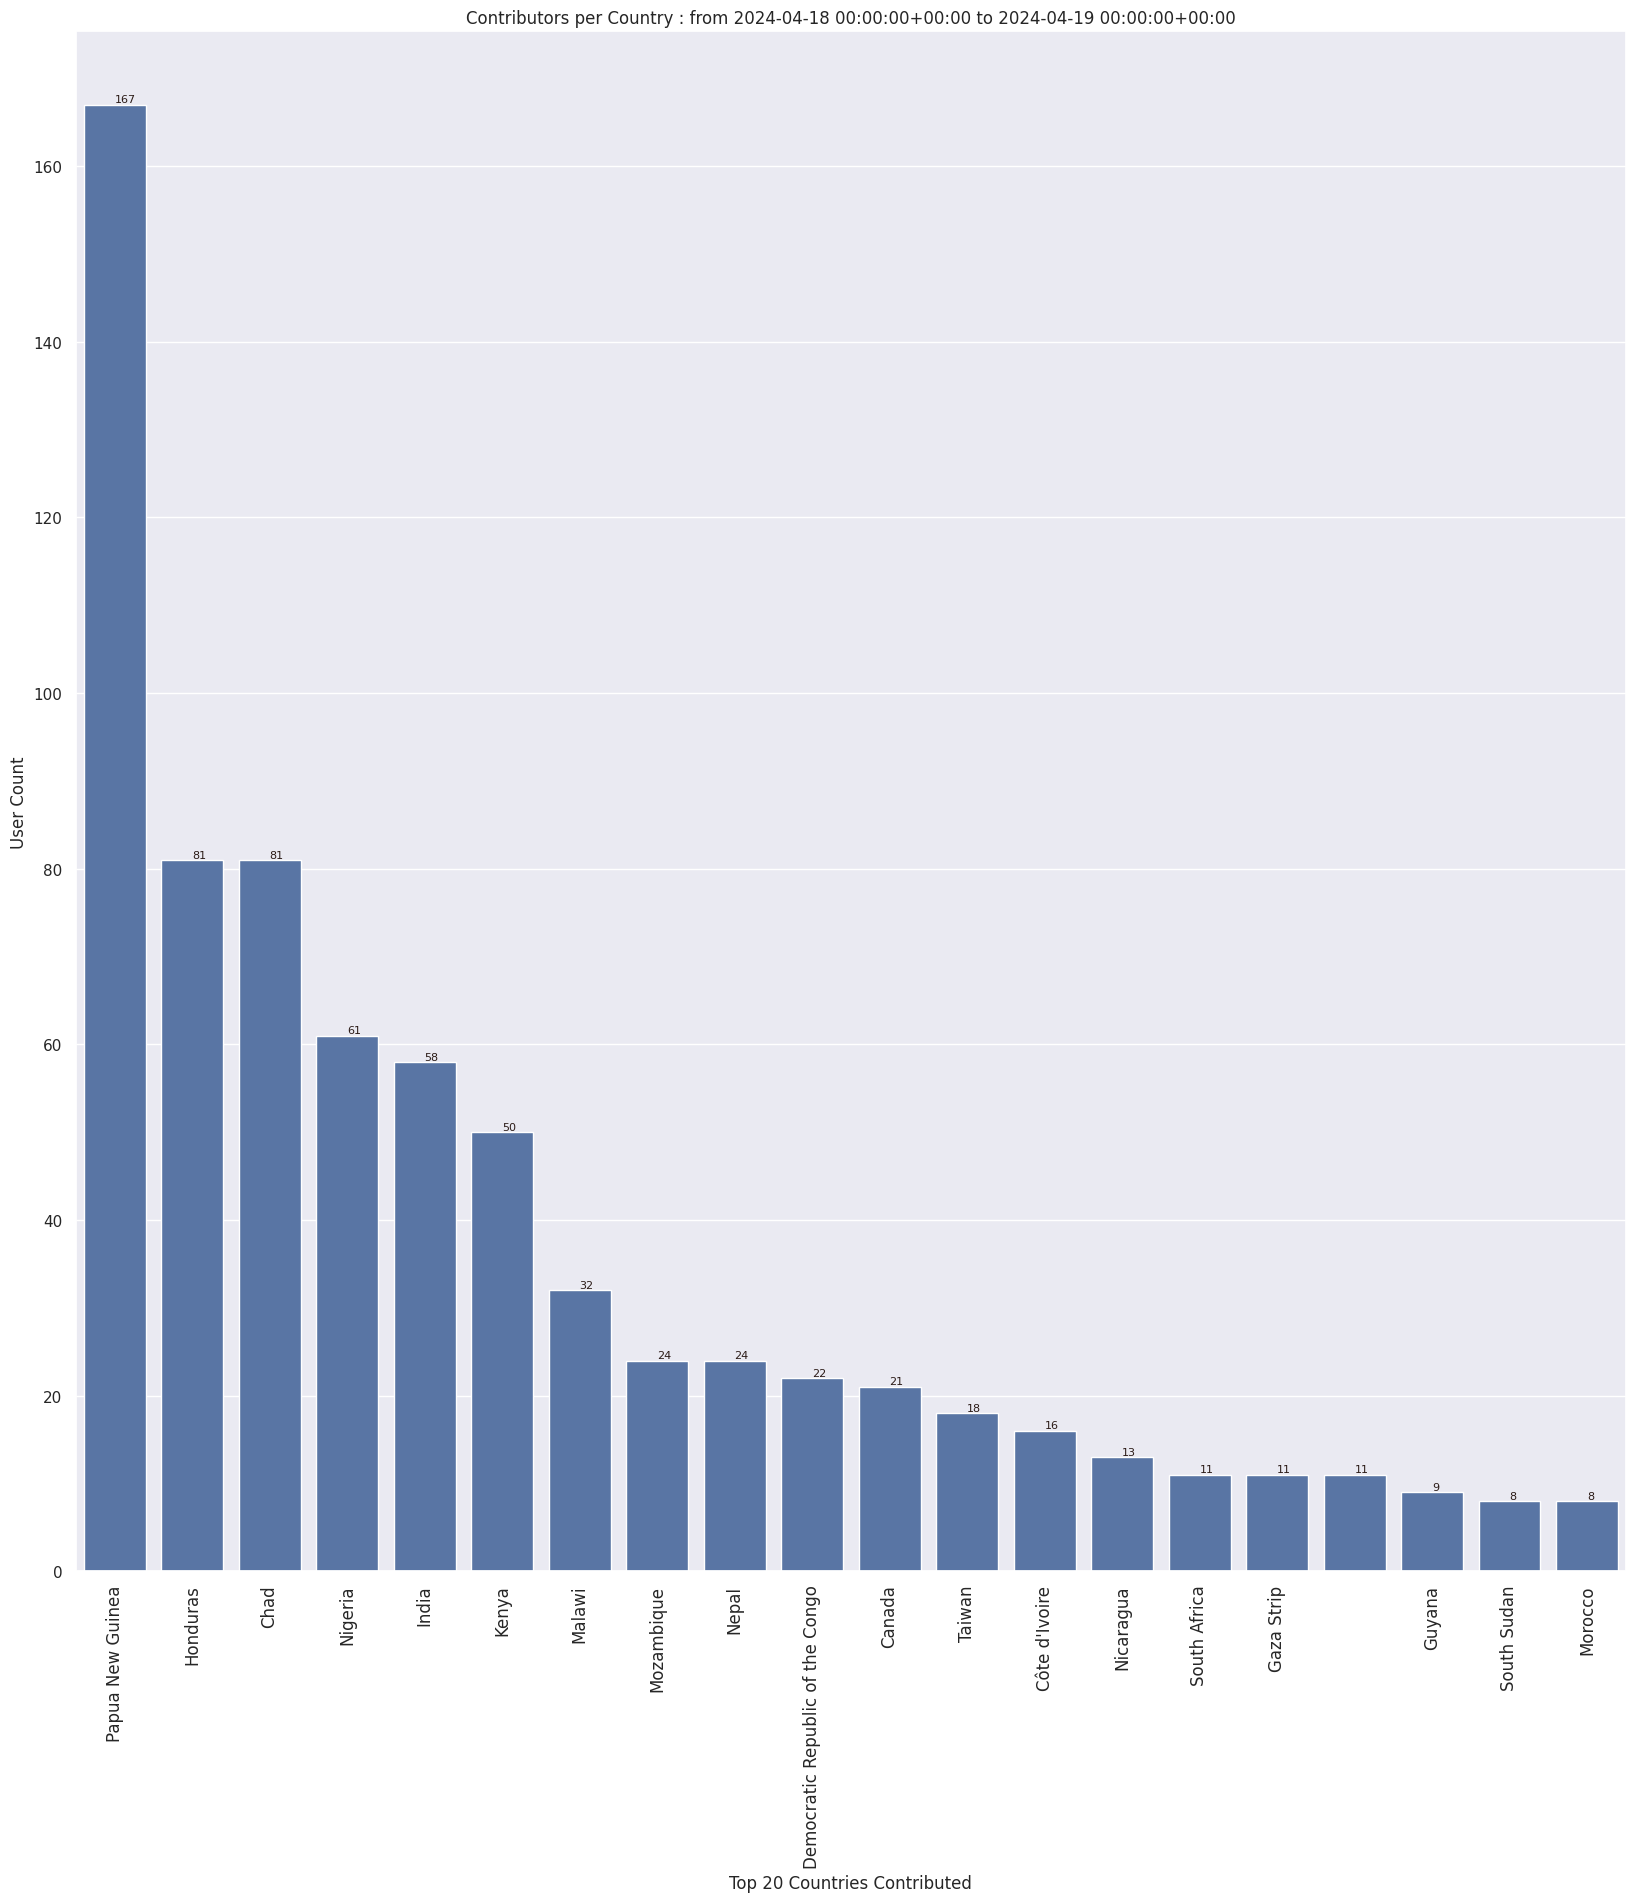 Contributors per Country : from 2024-04-18 00:00:00+00:00 to 2024-04-19 00:00:00+00:00
User Count
160
140
120
100
80
60
40
20
0
167
81
81
61
58
50
32
24
24
22
21
18
16
13
11
11
11
9
8
8
Papua New Guinea
Honduras
Chad
Nigeria
India
Kenya
Malawi
Mozambique
Nepal
Democratic Republic of the Congo
Canada
Taiwan
Côte d'Ivoire
Nicaragua
South Africa
Gaza Strip
Guyana
South Sudan
Morocco
Top 20 Countries Contributed